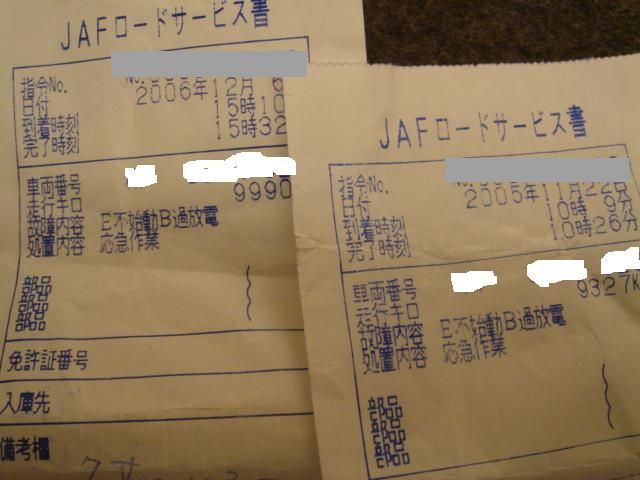 JAFロードサービス書
指令No.
日付 2006年12月 6
到着時刻 15時10
完了時刻 15時32
車両番号
走行キロ 9990
故障内容 E不始動Bi過放電
処置内容 応急作業
部品
部品
部品
免許証番号
入庫先
備考欄
JAFロードサービス書
指令No.
日付 2005年11月22日
到着時刻 10時 9分
完了時刻 10時26分
車両番号
走行キロ 9327K
故障内容 E不始動Bi過放電
処置内容 応急作業
部品
部品
部品